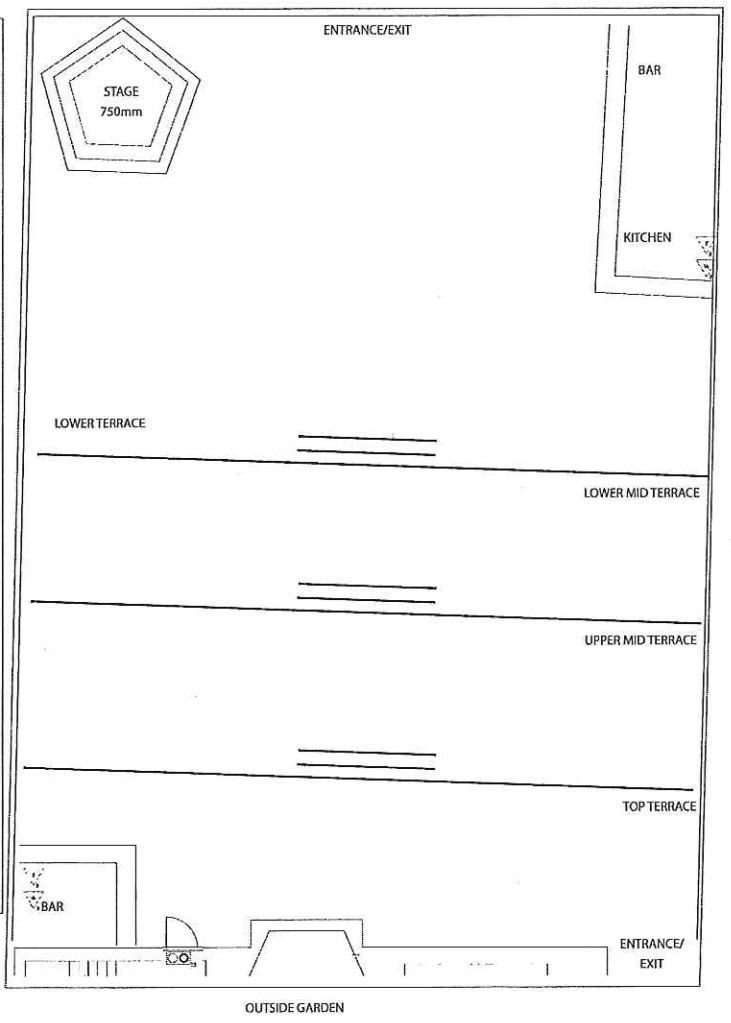 ENTRANCE/EXIT
STAGE
750mm
BAR
KITCHEN
LOWER TERRACE
LOWER MID TERRACE
UPPER MID TERRACE
TOP TERRACE
BAR
ENTRANCE/
EXIT
OUTSIDE GARDEN